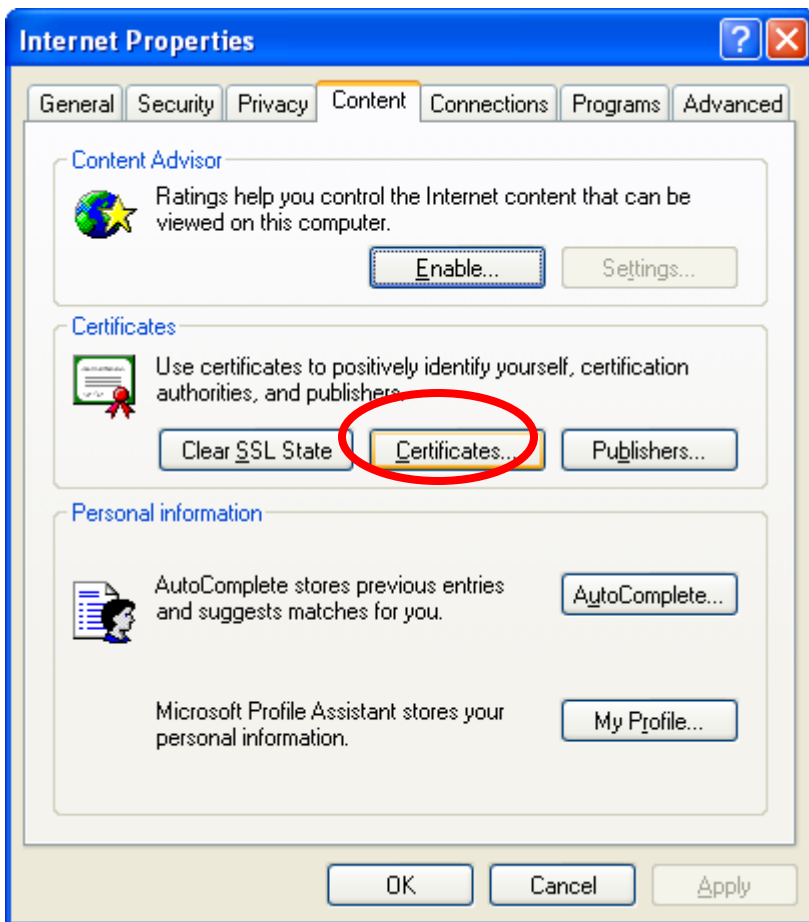 Internet Properties
General Security Privacy Content Connections Programs Advanced
Content Advisor
Ratings help you control the Internet content that can be
viewed on this computer.
Enable... Settings...
Certificates
Use certificates to positively identify yourself, certification
authorities, and publishers.
Clear SSL State Certificates... Publishers...
Personal information
AutoComplete stores previous entries
and suggests matches for you.
AutoComplete...
Microsoft Profile Assistant stores your
personal information.
My Profile...
OK Cancel Apply